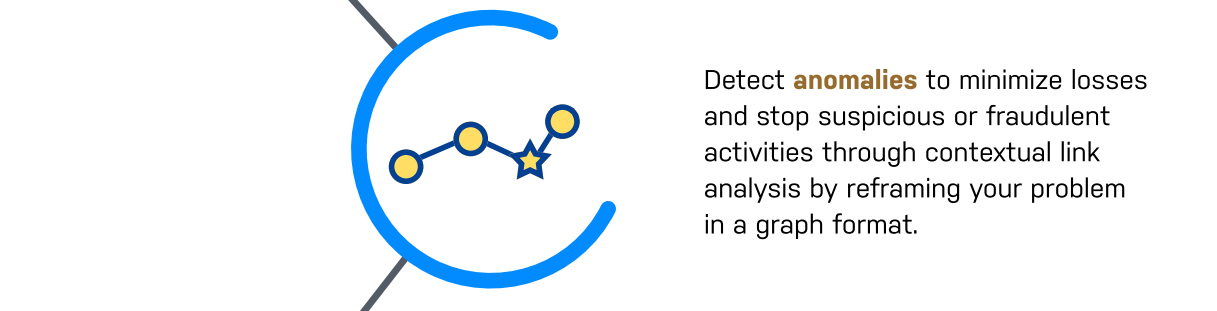 Detect anomalies to minimize losses
and stop suspicious or fraudulent
activities through contextual link
analysis by reframing your problem
in a graph format.